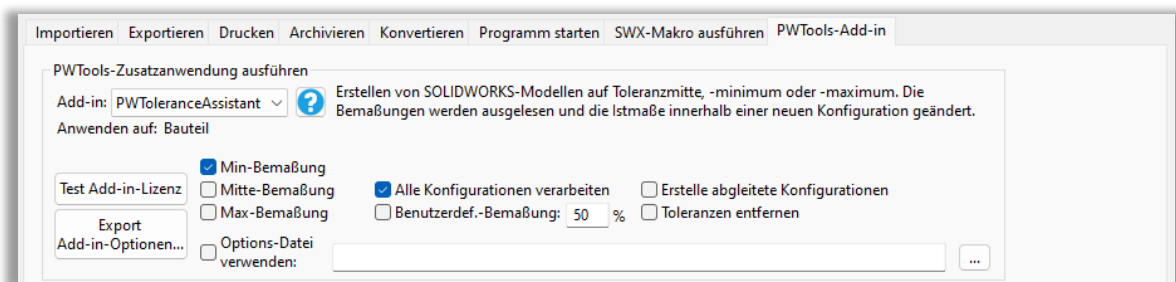 Importieren Exportieren Drucken Archivieren Konvertieren Programm starten SWX-Makro ausführen PWTools-Add-in
PWTools-Zusatzanwendung ausführen
Add-in: PWToleranceAssistant ? Erstellen von SOLIDWORKS-Modellen auf Toleranzmitte, -minimum oder -maximum. Die
Bemaßungen werden ausgelesen und die Istmaße innerhalb einer neuen Konfiguration geändert.
Anwenden auf: Bauteil
Min-Bemaßung
Test Add-in-Lizenz Mitte-Bemaßung Alle Konfigurationen verarbeiten Erstelle abgleitete Konfigurationen
Max-Bemaßung Benutzerdef.-Bemaßung: 50 % Toleranzen entfernen
Export
Add-in-Optionen...
Options-Datei
verwenden: ...